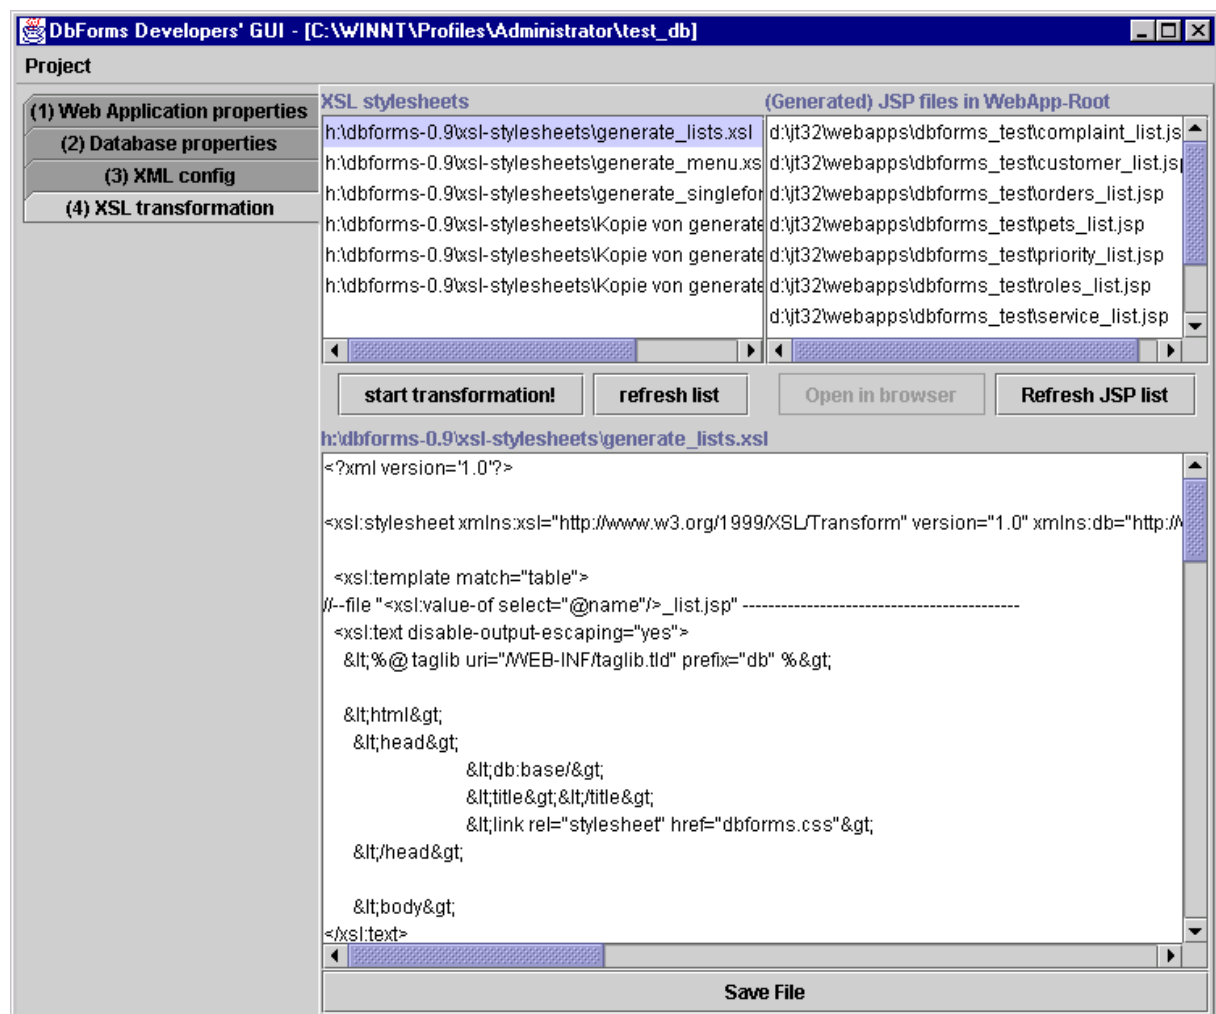 DbForms Developers' GUI - [C:\WINNT\Profiles\Administrator\test_db]
Project
(1) Web Application properties
(2) Database properties
(3) XML config
(4) XSL transformation
XSL stylesheets
h:\dbforms-0.9\xsl-stylesheets\generate_lists.xsl
h:\dbforms-0.9\xsl-stylesheets\generate_menu.xs
h:\dbforms-0.9\xsl-stylesheets\generate_singlefor
h:\dbforms-0.9\xsl-stylesheets\Kopie von generate
h:\dbforms-0.9\xsl-stylesheets\Kopie von generate
h:\dbforms-0.9\xsl-stylesheets\Kopie von generate
(Generated) JSP files in WebApp-Root
d:\jt32\webapps\dbforms_test\complaint_list.js
d:\jt32\webapps\dbforms_test\customer_list.jsp
d:\jt32\webapps\dbforms_test\orders_list.jsp
d:\jt32\webapps\dbforms_test\pets_list.jsp
d:\jt32\webapps\dbforms_test\priority_list.jsp
d:\jt32\webapps\dbforms_test\roles_list.jsp
d:\jt32\webapps\dbforms_test\service_list.jsp
start transformation!
refresh list
Open in browser
Refresh JSP list
h:\dbforms-0.9\xsl-stylesheets\generate_lists.xsl
<?xml version='1.0'?>
<xsl:stylesheet xmlns:xsl="http://www.w3.org/1999/XSL/Transform" version="1.0" xmlns:db="http://
<xsl:template match="table">
//--file "<xsl:value-of select="@name"/>_list.jsp" -------------------------------------------
<xsl:text disable-output-escaping="yes">
&lt;%@ taglib uri="/WEB-INF/taglib.tld" prefix="db" %&gt;
&lt;html&gt;
&lt;head&gt;
&lt;db:base/&gt;
&lt;title&gt;&lt;/title&gt;
&lt;link rel="stylesheet" href="dbforms.css"&gt;
&lt;/head&gt;
&lt;body&gt;
</xsl:text>
Save File